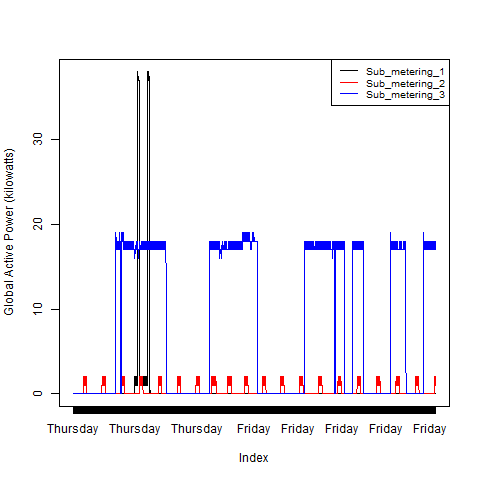 Sub_metering_1
Sub_metering_2
Sub_metering_3
Global Active Power (kilowatts)
30
20
10
0
Thursday Thursday Thursday Friday Friday Friday Friday Friday
Index